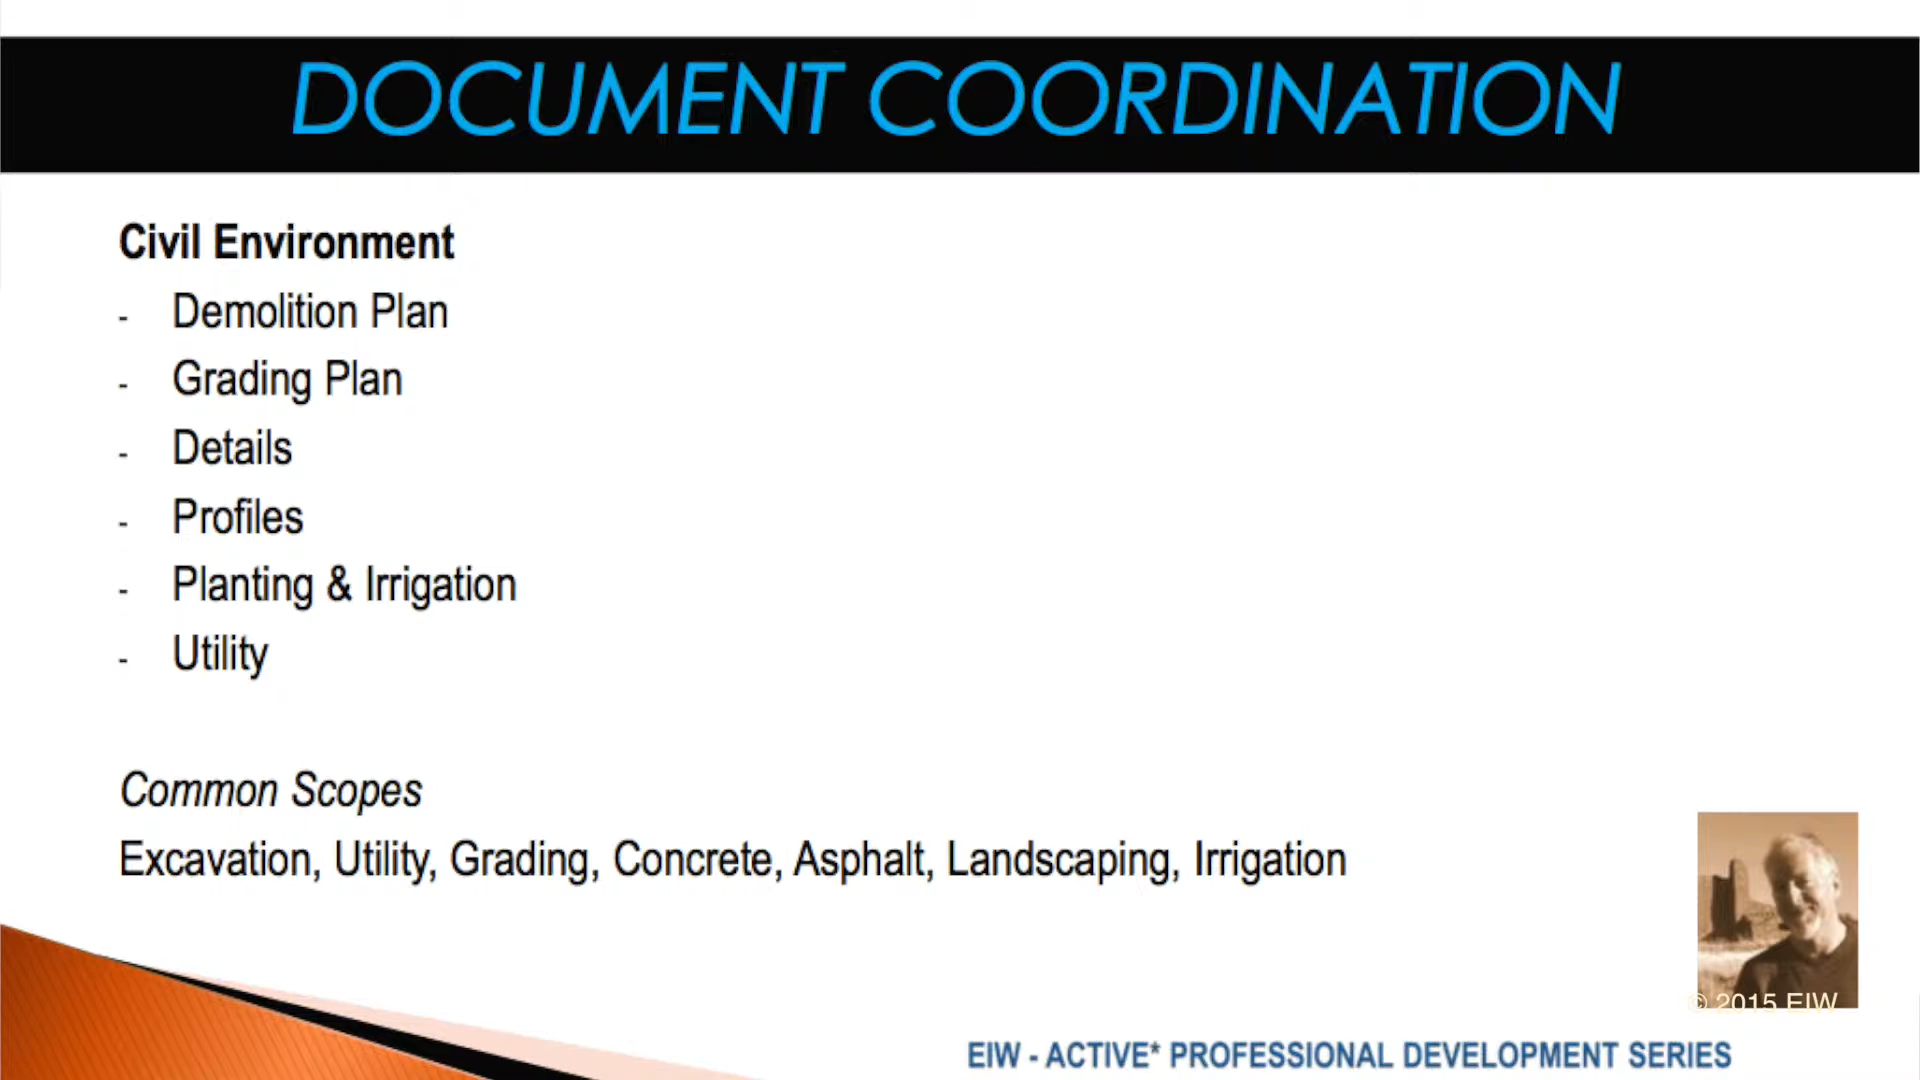 DOCUMENT COORDINATION
Civil Environment
- Demolition Plan
- Grading Plan
- Details
- Profiles
- Planting & Irrigation
- Utility
Common Scopes
Excavation, Utility, Grading, Concrete, Asphalt, Landscaping, Irrigation
© 2015 EIW
EIW - ACTIVE* PROFESSIONAL DEVELOPMENT SERIES